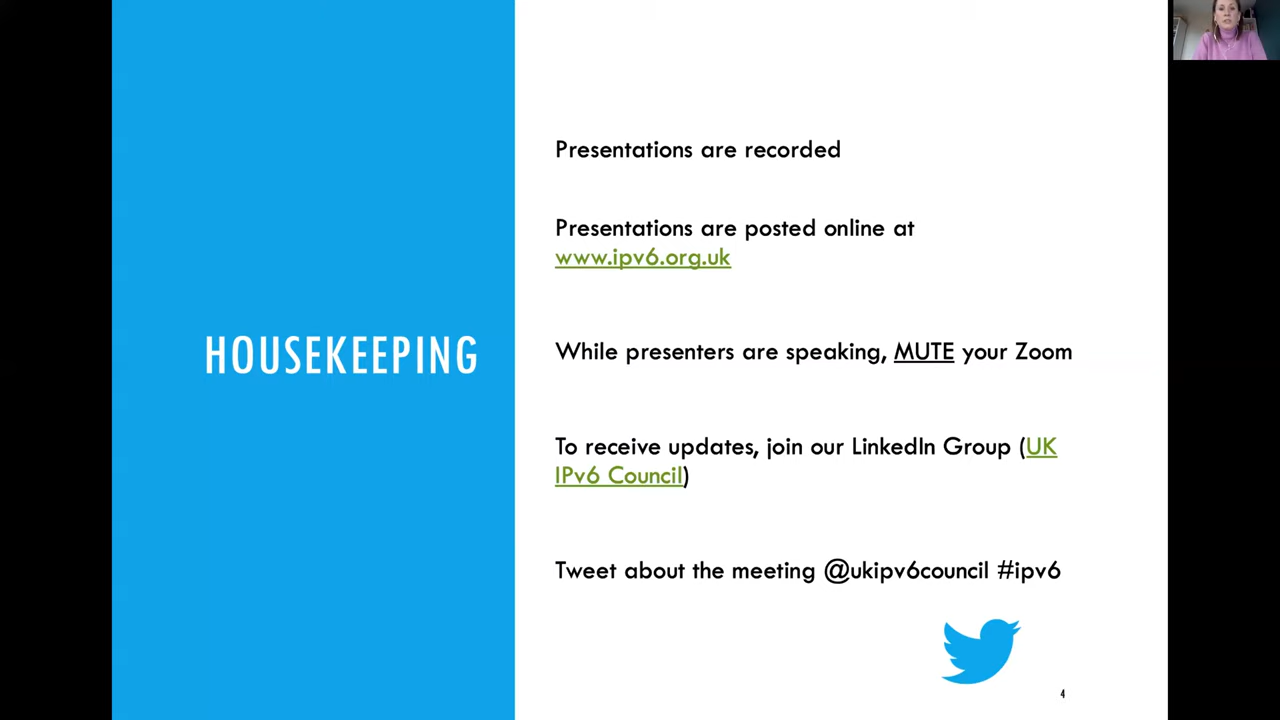 HOUSEKEEPING
Presentations are recorded
Presentations are posted online at
www.ipv6.org.uk
While presenters are speaking, MUTE your Zoom
To receive updates, join our LinkedIn Group (UK
IPv6 Council)
Tweet about the meeting @ukipv6council #ipv6
4